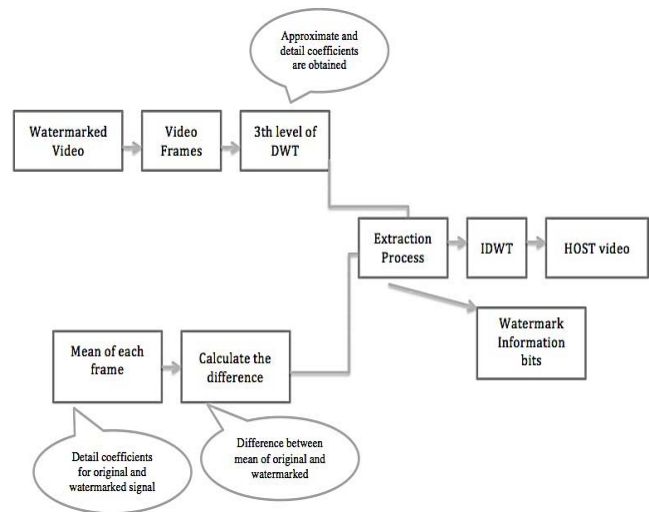 Approximate and
detail coefficients
are obtained
Watermarked
Video
Video
Frames
3th level of
DWT
Extraction
Process
IDWT
HOST video
Watermark
Information
bits
Mean of each
frame
Calculate the
difference
Detail coefficients
for original and
watermarked signal
Difference between
mean of original and
watermarked